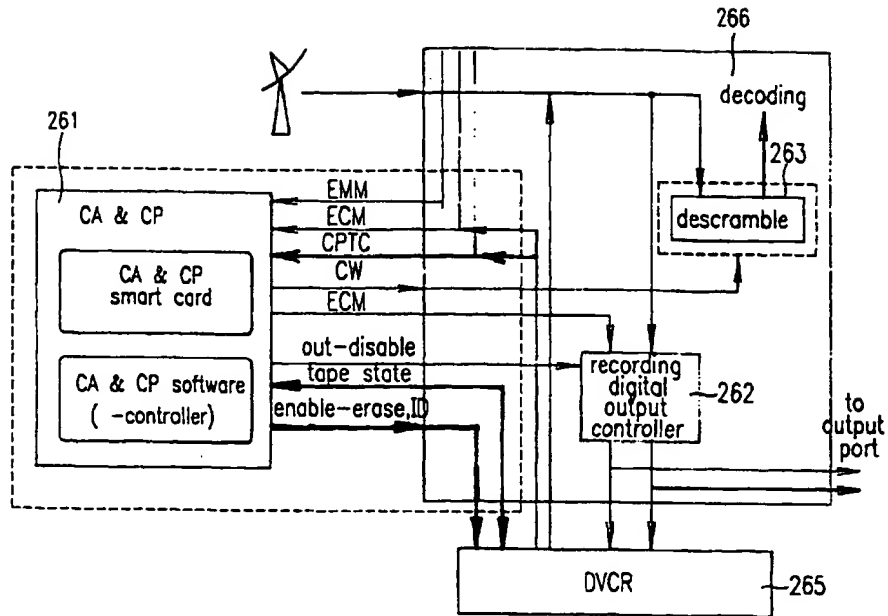 266
decoding
263
descramble
261
CA & CP
CA & CP
smart card
CA & CP software
( -controller)
EMM
ECM
CPTC
CW
ECM
out-disable
tape state
enable-erase,ID
recording
digital
output
controller
262
to
output
port
DVCR
265